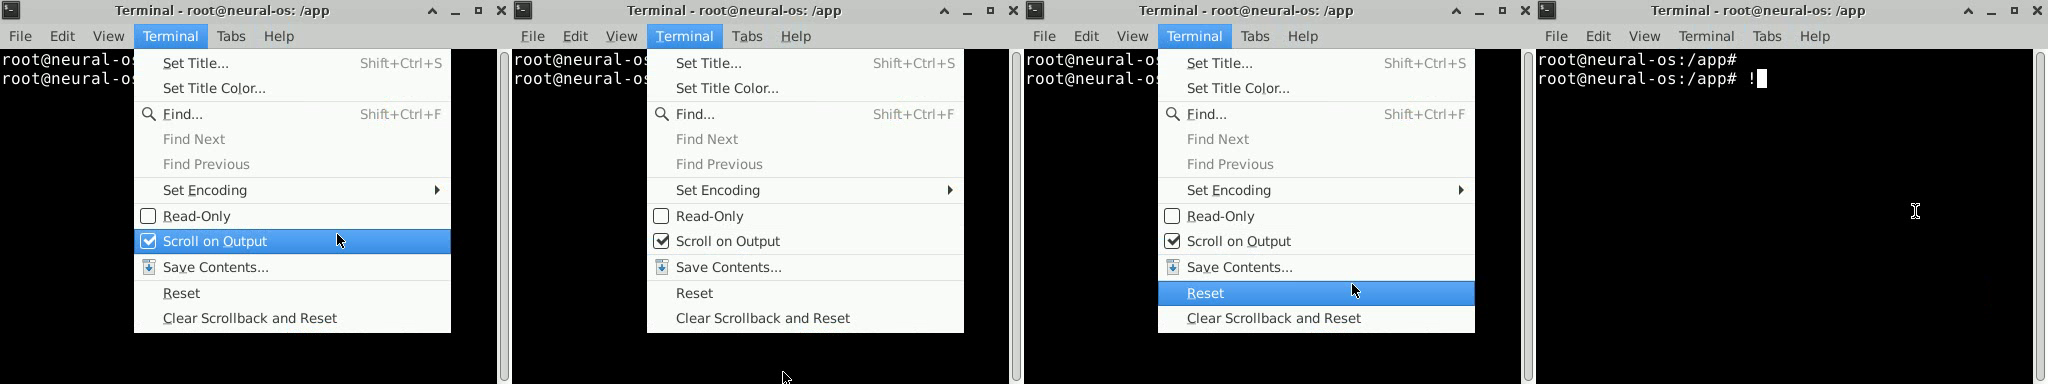 Terminal - root@neural-os: /app
File Edit View Terminal Tabs Help
root@neural-os
root@neural-os
Set Title... Shift+Ctrl+S
Set Title Color...
Find... Shift+Ctrl+F
Find Next
Find Previous
Set Encoding
Read-Only
Scroll on Output
Save Contents...
Reset
Clear Scrollback and Reset
Terminal - root@neural-os: /app
File Edit View Terminal Tabs Help
root@neural-os
root@neural-os
Set Title... Shift+Ctrl+S
Set Title Color...
Find... Shift+Ctrl+F
Find Next
Find Previous
Set Encoding
Read-Only
Scroll on Output
Save Contents...
Reset
Clear Scrollback and Reset
Terminal - root@neural-os: /app
File Edit View Terminal Tabs Help
root@neural-os
root@neural-os
Set Title... Shift+Ctrl+S
Set Title Color...
Find... Shift+Ctrl+F
Find Next
Find Previous
Set Encoding
Read-Only
Scroll on Output
Save Contents...
Reset
Clear Scrollback and Reset
Terminal - root@neural-os: /app
File Edit View Terminal Tabs Help
root@neural-os:/app#
root@neural-os:/app# !